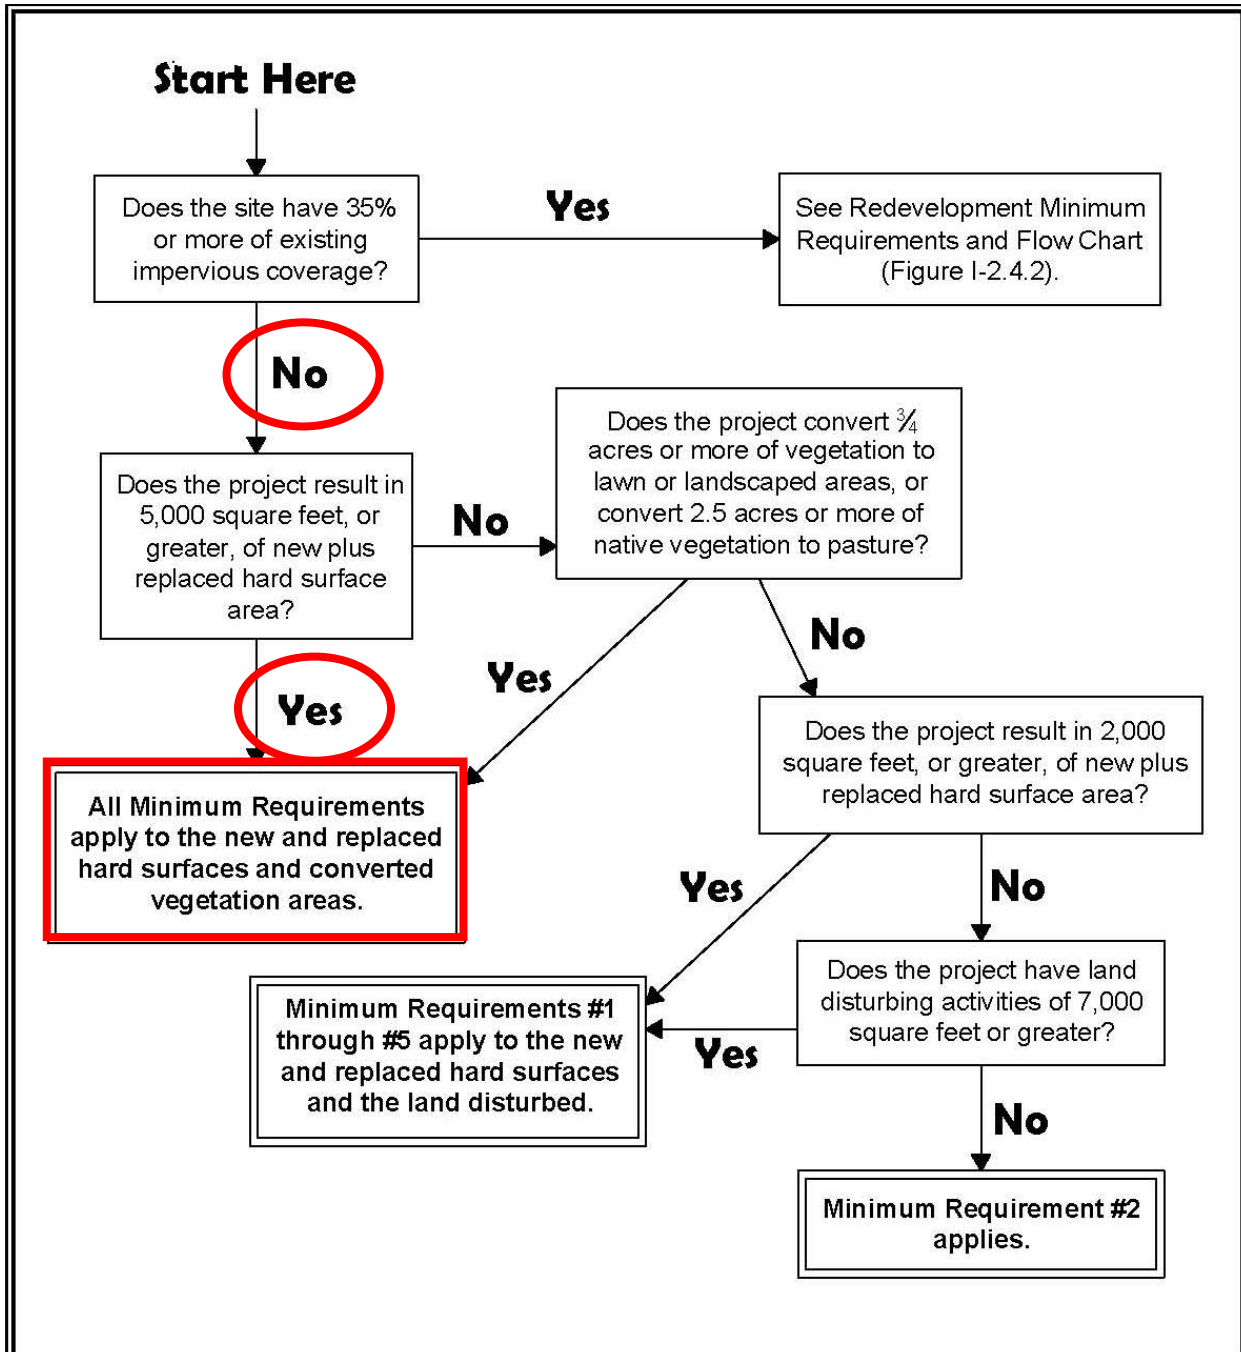 Start Here
Does the site have 35%
or more of existing
impervious coverage?
Yes
See Redevelopment Minimum
Requirements and Flow Chart
(Figure I-2.4.2).
No
Does the project result in
5,000 square feet, or
greater, of new plus
replaced hard surface
area?
No
Does the project convert ¾
acres or more of vegetation to
lawn or landscaped areas, or
convert 2.5 acres or more of
native vegetation to pasture?
Yes
Yes
No
All Minimum Requirements
apply to the new and replaced
hard surfaces and converted
vegetation areas.
Does the project result in 2,000
square feet, or greater, of new plus
replaced hard surface area?
Yes
No
Minimum Requirements #1
through #5 apply to the new
and replaced hard surfaces
and the land disturbed.
Yes
Does the project have land
disturbing activities of 7,000
square feet or greater?
No
Minimum Requirement #2
applies.